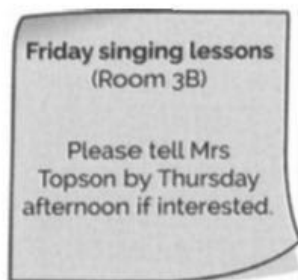 Friday singing lessons
(Room 3B)
Please tell Mrs
Topson by Thursday
afternoon if interested.